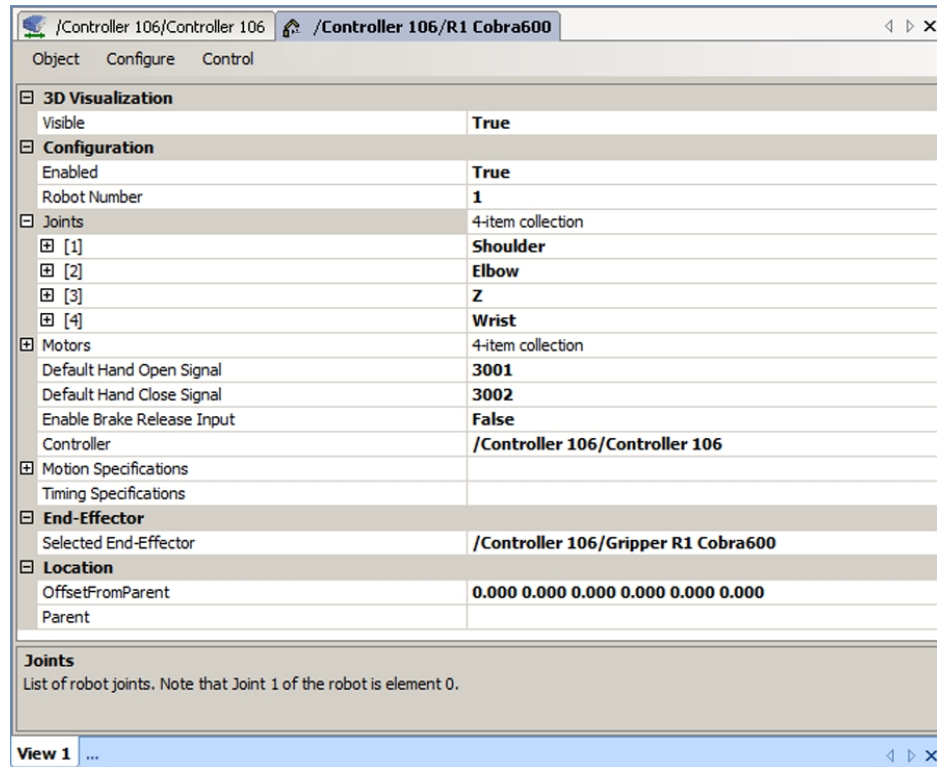 /Controller 106/Controller 106 /Controller 106/R1 Cobra600
Object Configure Control
3D Visualization
Visible True
Configuration
Enabled True
Robot Number 1
Joints 4-item collection
[1] Shoulder
[2] Elbow
[3] Z
[4] Wrist
Motors 4-item collection
Default Hand Open Signal 3001
Default Hand Close Signal 3002
Enable Brake Release Input False
Controller /Controller 106/Controller 106
Motion Specifications
Timing Specifications
End-Effector
Selected End-Effector /Controller 106/Gripper R1 Cobra600
Location
OffsetFromParent 0.000 0.000 0.000 0.000 0.000 0.000
Parent
Joints
List of robot joints. Note that Joint 1 of the robot is element 0.
View 1 ...